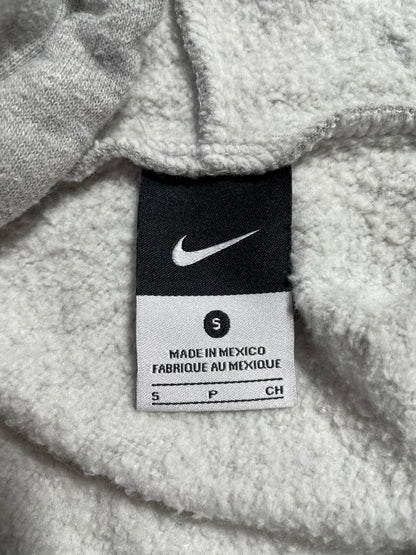 S
MADE IN MEXICO
FABRIQUE AU MEXIQUE
S P CH